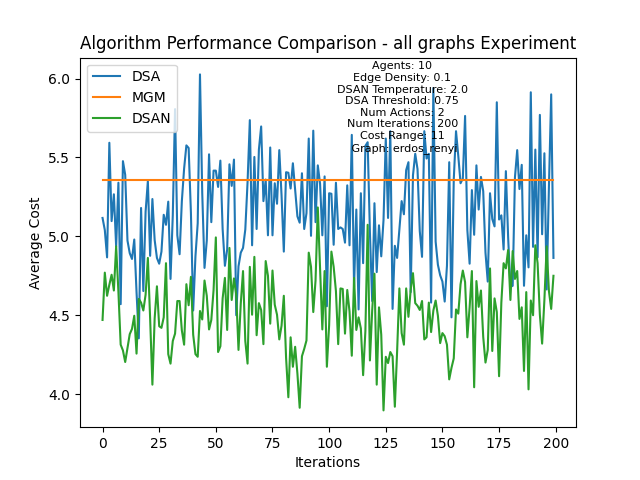 Algorithm Performance Comparison - all graphs Experiment
DSA
MGM
DSAN
Agents: 10
Edge Density: 0.1
DSAN Temperature: 2.0
DSA Threshold: 0.75
Num Actions: 2
Num Iterations: 200
Cost Range: 11
Graph: erdos_renyi
Average Cost
6.0
5.5
5.0
4.5
4.0
0 25 50 75 100 125 150 175 200
Iterations